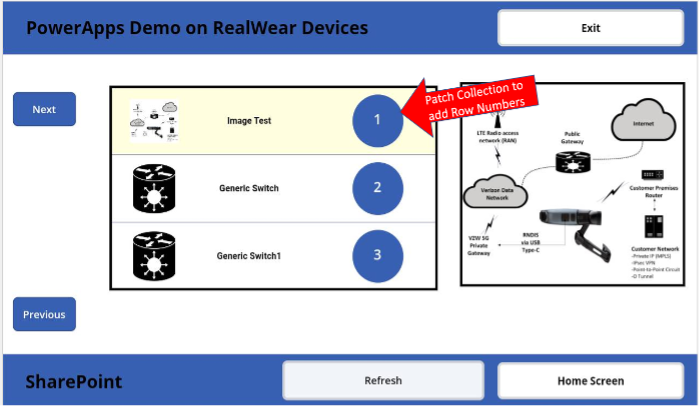 PowerApps Demo on RealWear Devices
Exit
Next
Image Test
1
Patch Collection to
add Row Numbers
Generic Switch
2
Generic Switch1
3
LTE Radio access
network (RAN)
Public
Gateway
Internet
Verizon Data
Network
Customer Premises
Router
VZW 5G
Private
Gateway
RNDIS
via USB
Type-C
Customer Network
-Private IP (MPLS)
-IPsec VPN
-Point-to-Point Circuit
-D Tunnel
Previous
SharePoint
Refresh
Home Screen